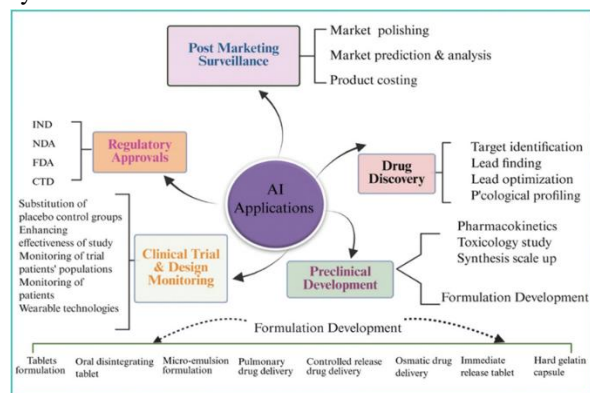 Post Marketing
Surveillance
Market polishing
Market prediction & analysis
Product costing
IND
NDA
FDA
CTD
Regulatory
Approvals
AI
Applications
Drug
Discovery
Target identification
Lead finding
Lead optimization
P'cological profiling
Substitution of
placebo control groups
Enhancing
effectiveness of study
Monitoring of trial
patients' populations
Monitoring of
patients
Wearable technologies
Clinical Trial
& Design
Monitoring
Preclinical
Development
Pharmacokinetics
Toxicology study
Synthesis scale up
Formulation Development
Formulation Development
Tablets
formulation
Oral disintegrating
tablet
Micro-emulsion
formulation
Pulmonary
drug delivery
Controlled release
drug delivery
Osmatic drug
delivery
Immediate
release tablet
Hard gelatin
capsule